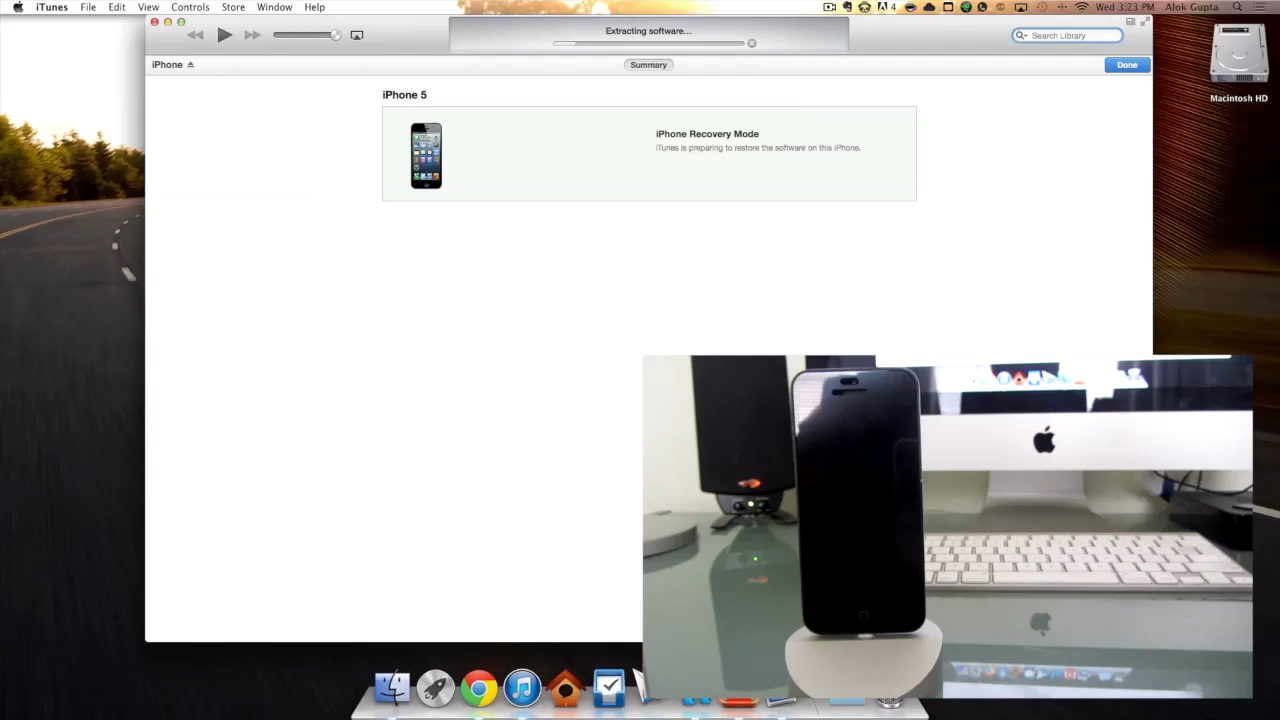 iTunes File Edit View Controls Store Window Help 4 Wed 3:23 PM Alok Gupta
Extracting software...
Search Library
iPhone Summary Done
Macintosh HD
iPhone 5
iPhone Recovery Mode
iTunes is preparing to restore the software on this iPhone.